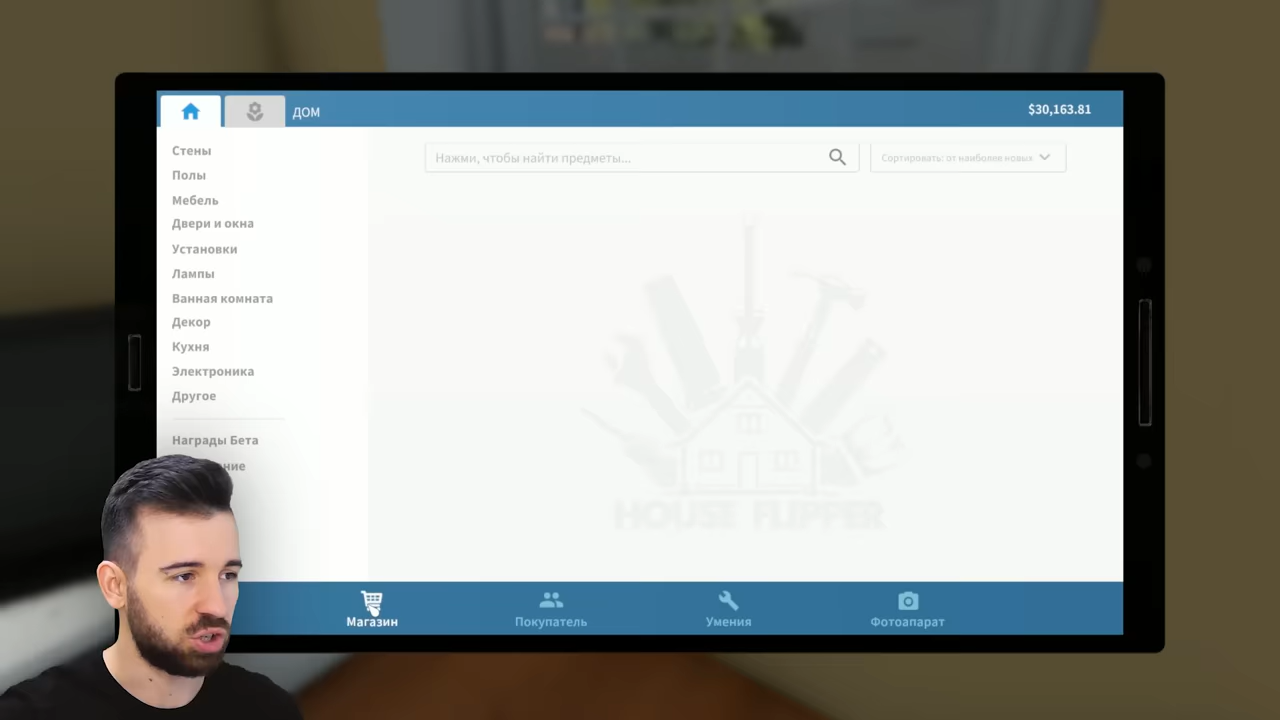 ДОМ
$30,163.81
Нажми, чтобы найти предметы...
Сортировать: от наиболее новых
Стены
Полы
Мебель
Двери и окна
Установки
Лампы
Ванная комната
Декор
Кухня
Электроника
Другое
Награды Бета
HOUSE FLIPPER
Магазин
Покупатель
Умения
Фотоапарат